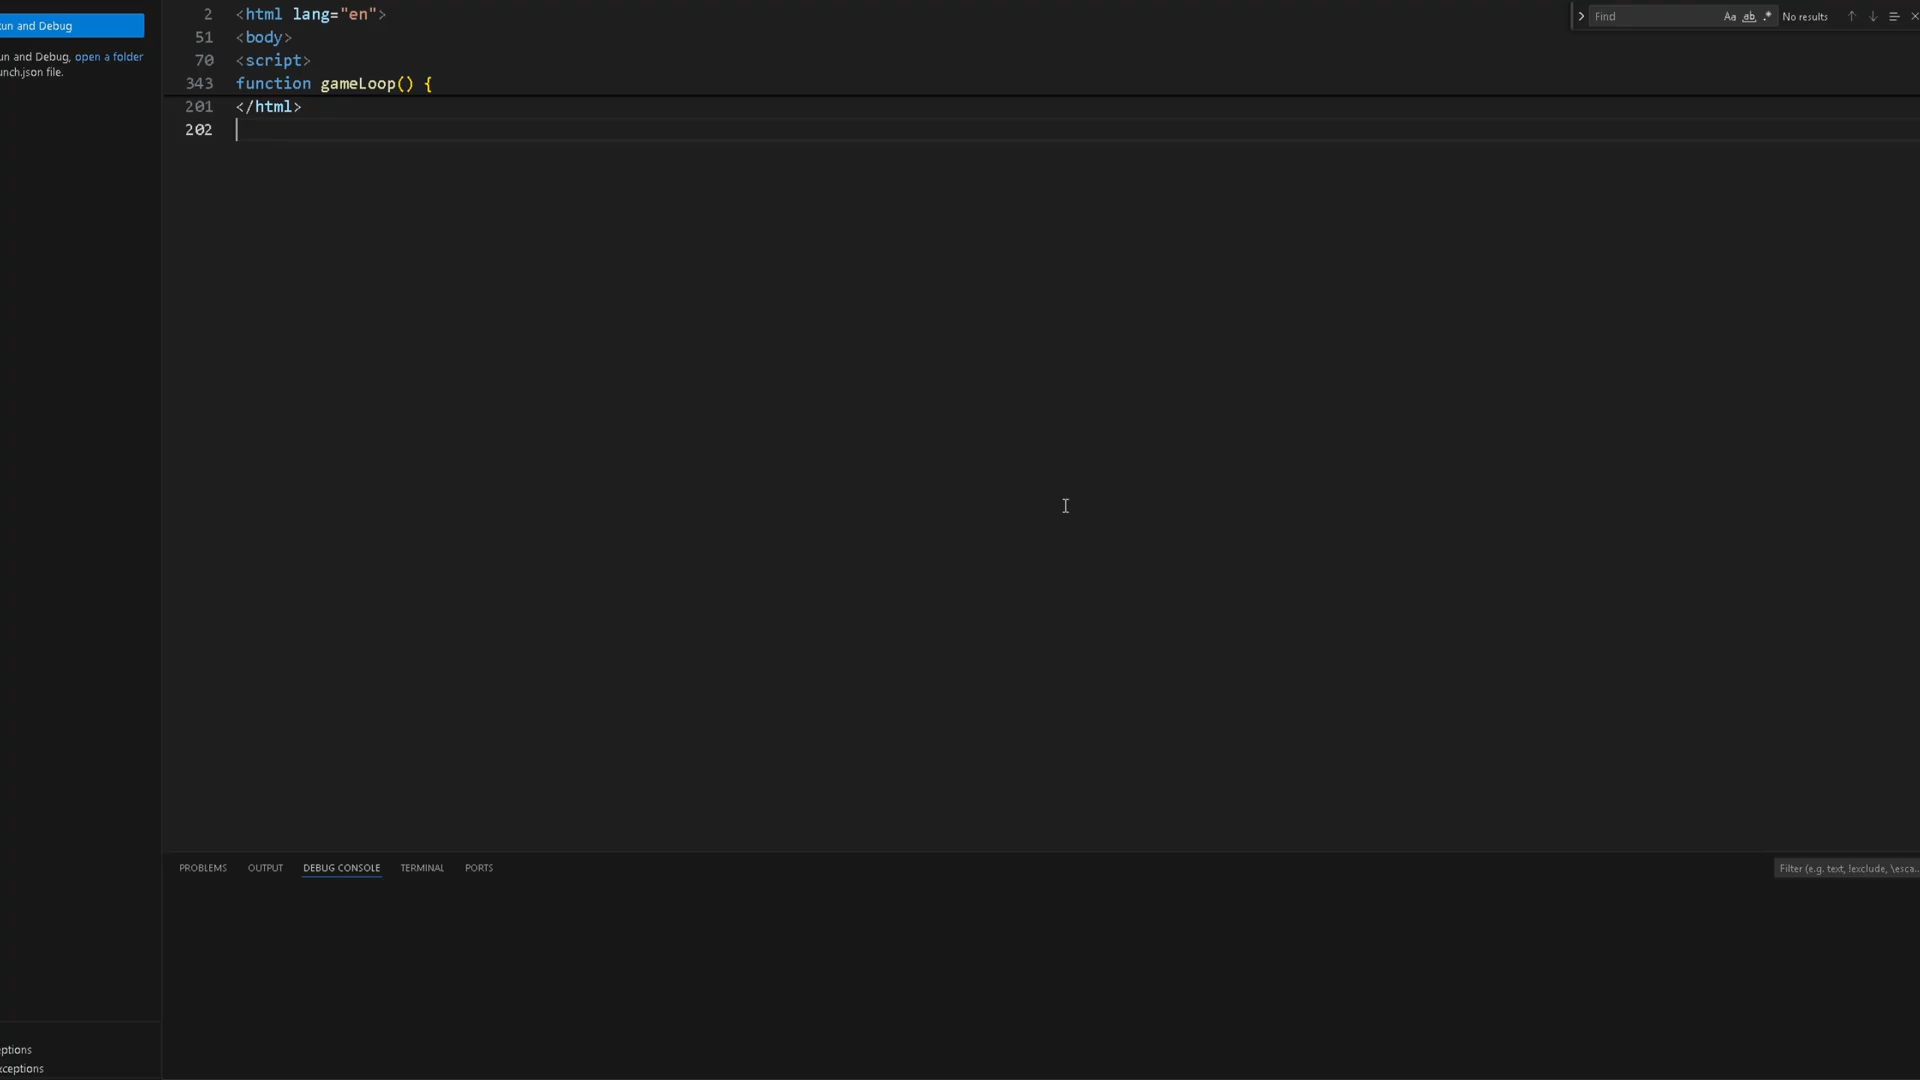 un and Debug
un and Debug, open a folder
unch.json file.
2 <html lang="en">
51 <body>
70 <script>
343 function gameLoop() {
201 </html>
202
Find Aa ab .* No results
PROBLEMS OUTPUT DEBUG CONSOLE TERMINAL PORTS
Filter (e.g. text, !exclude, \esca...
eptions
xceptions